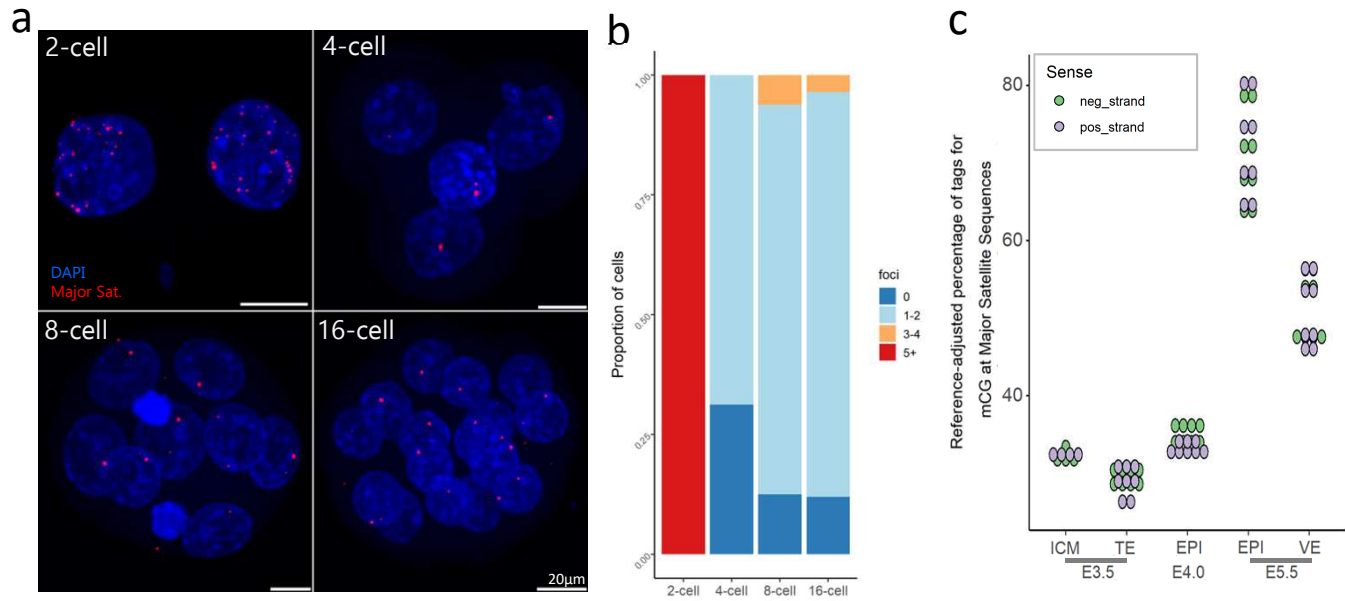 a
2-cell
4-cell
DAPI
Major Sat.
8-cell
16-cell
20μm
b
Proportion of cells
1.00
0.75
0.50
0.25
0.00
2-cell
4-cell
8-cell
16-cell
foci
0
1-2
3-4
5+
c
Reference-adjusted percentage of tags for
mCG at Major Satellite Sequences
80
60
40
Sense
neg_strand
pos_strand
ICM
TE
EPI
EPI
VE
E3.5
E4.0
E5.5